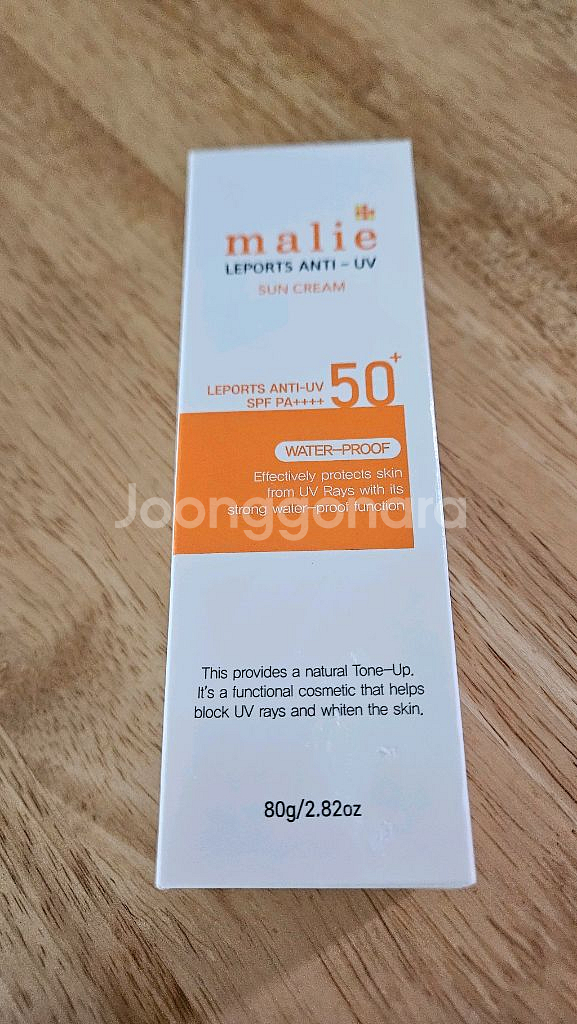 malie
LEPORTS ANTI - UV
SUN CREAM
LEPORTS ANTI-UV
SPF PA++++ 50+
WATER-PROOF
Effectively protects skin
from UV Rays with its
strong water-proof function
Joonggonara
This provides a natural Tone-Up.
It's a functional cosmetic that helps
block UV rays and whiten the skin.
80g/2.82oz